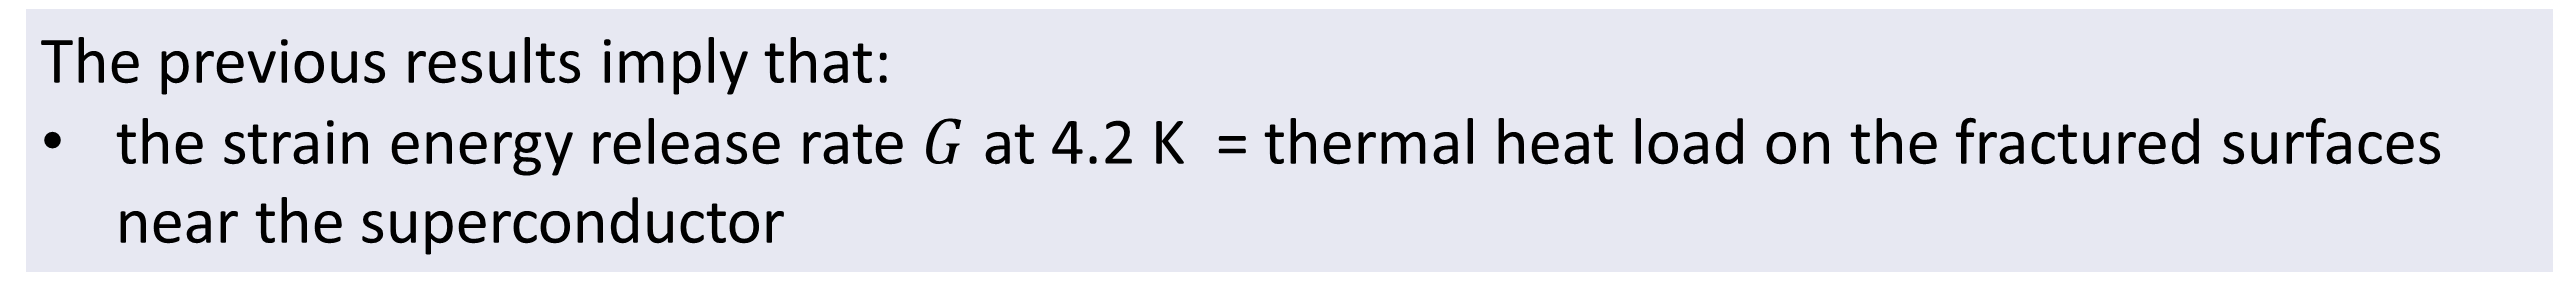 The previous results imply that:
• the strain energy release rate G at 4.2 K = thermal heat load on the fractured surfaces
near the superconductor